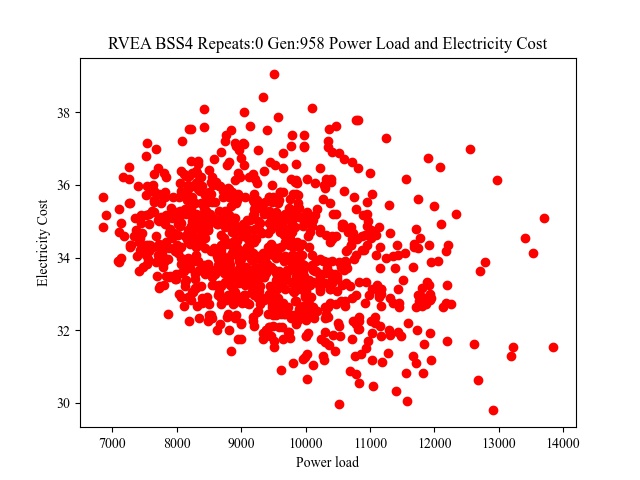 RVEA BSS4 Repeats:0 Gen:958 Power Load and Electricity Cost
Electricity Cost
38
36
34
32
30
7000 8000 9000 10000 11000 12000 13000 14000
Power load